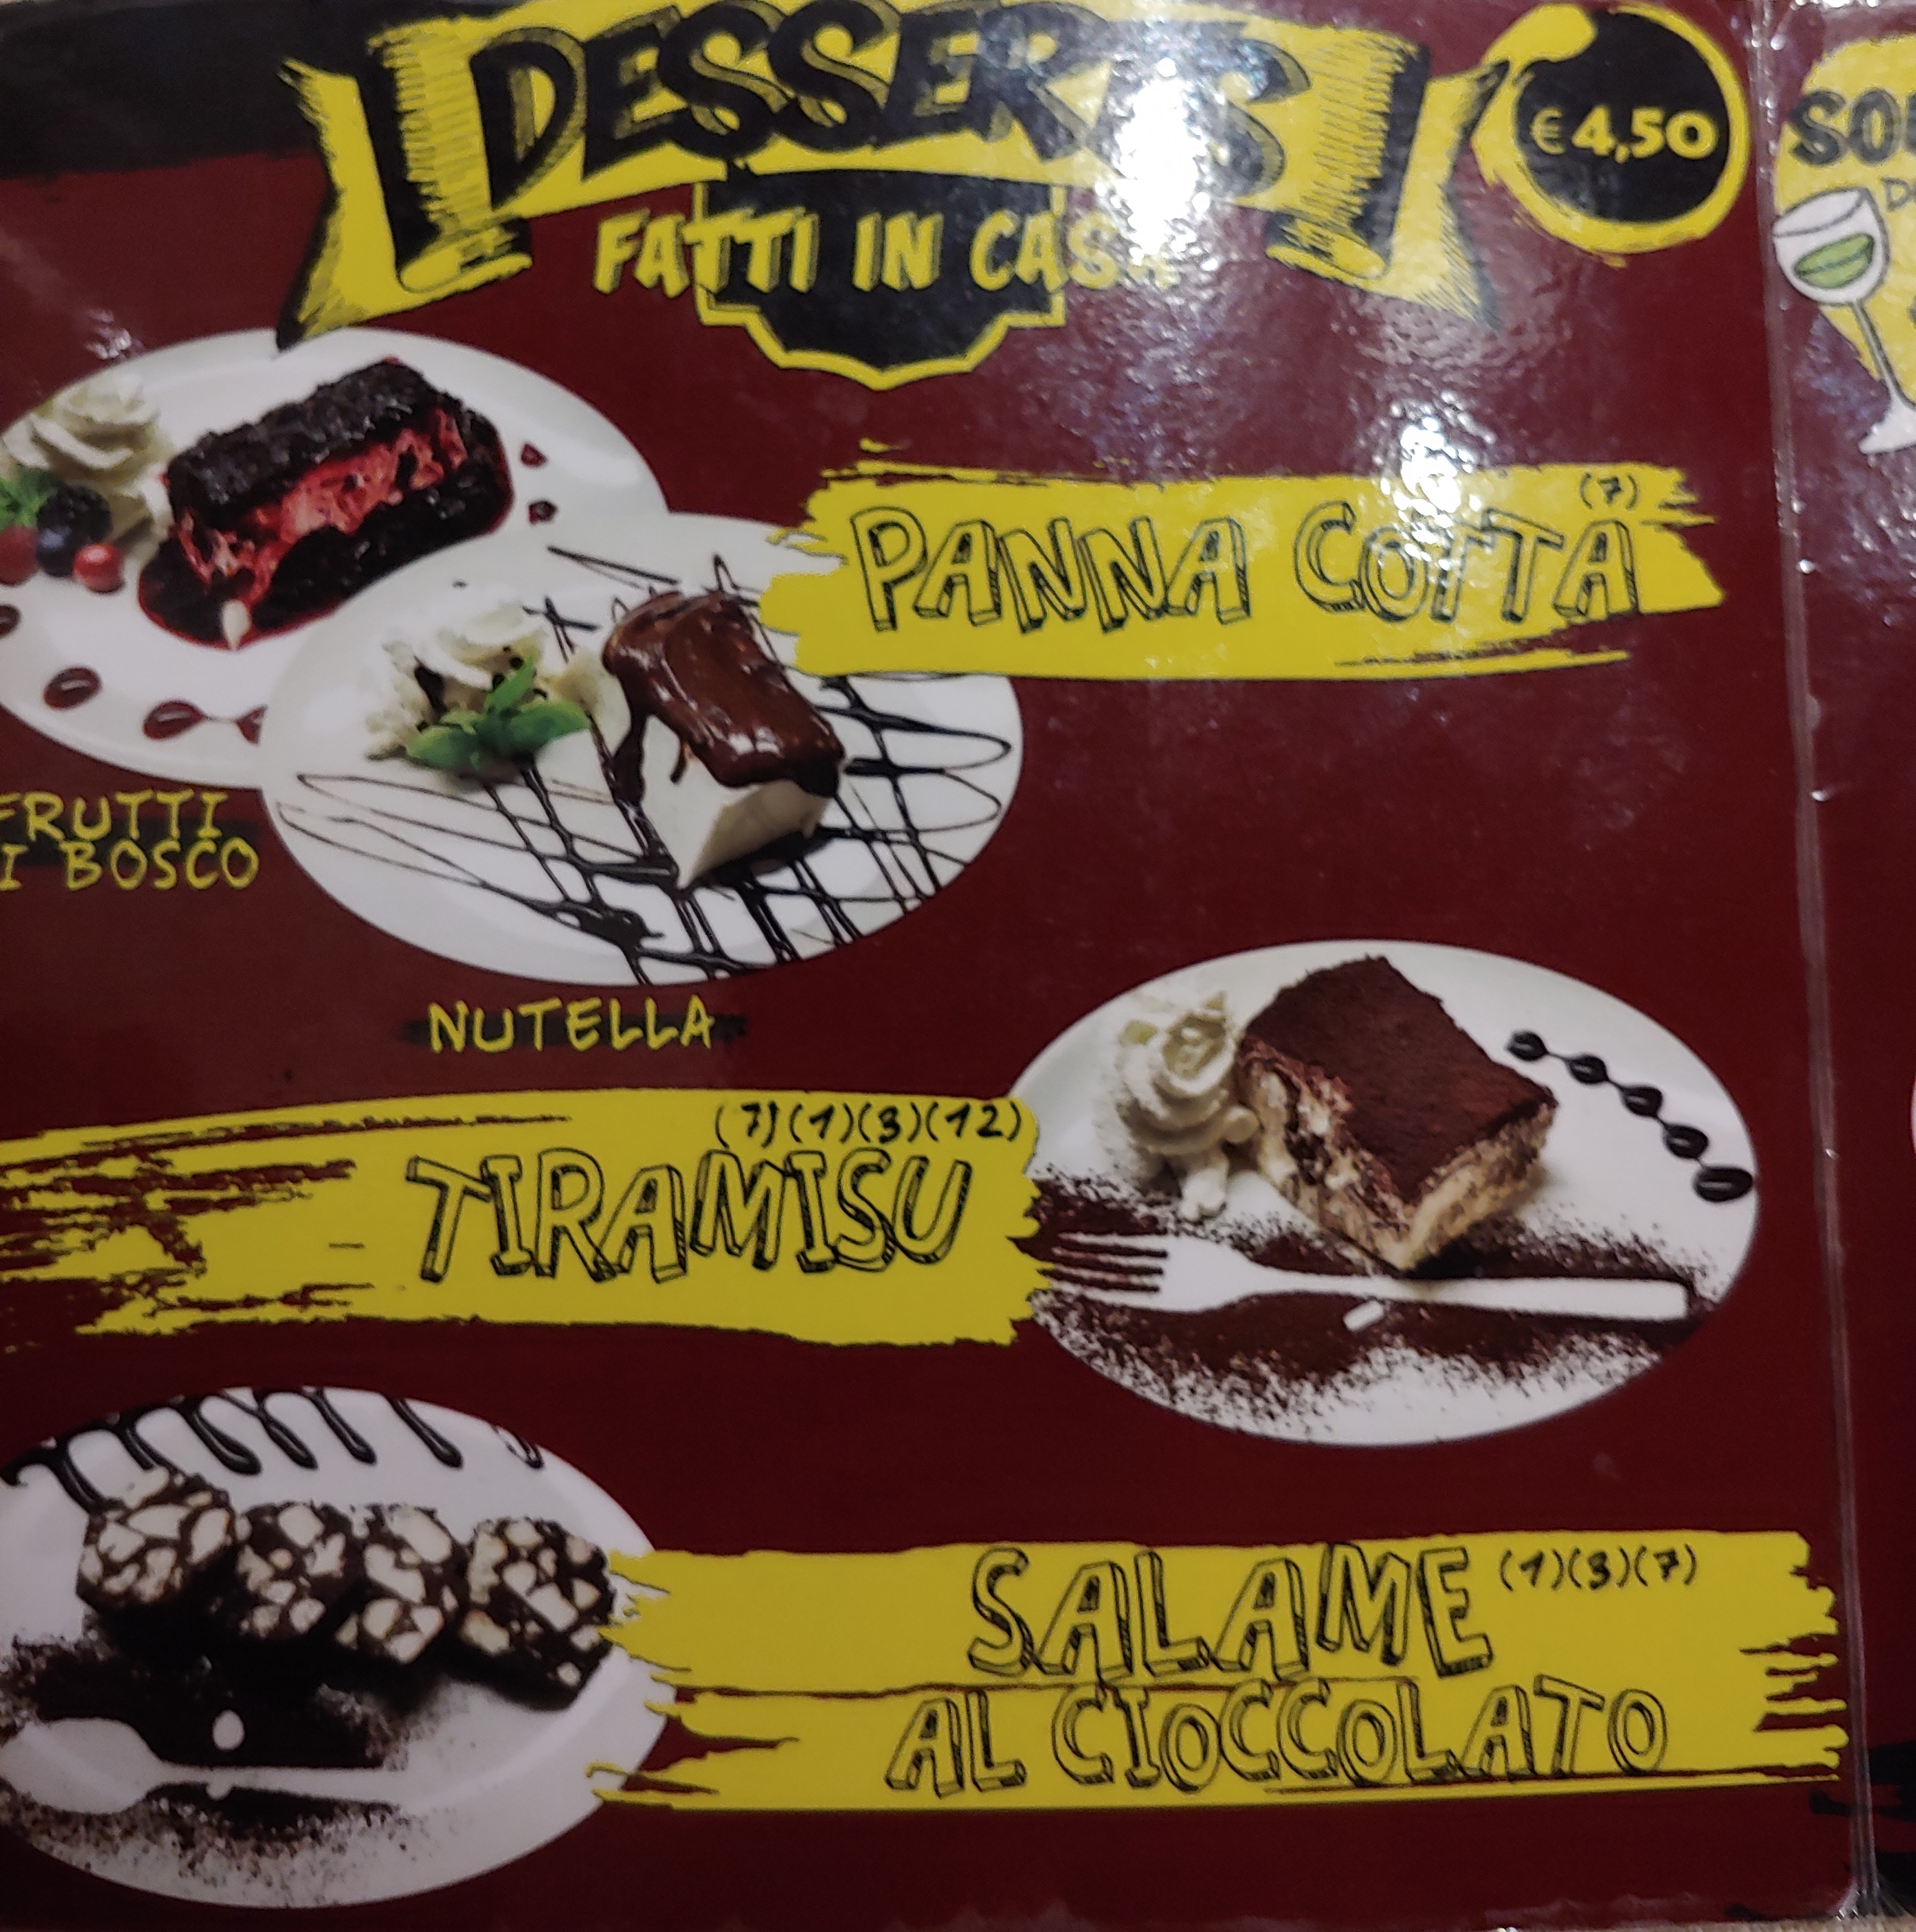 DESSERTS
€ 4,50
FATTI IN CASA
PANNA COTTA (7)
FRUTTI
I BOSCO
NUTELLA
(7)(1)(3)(12)
TIRAMISU
SALAME (1)(3)(7)
AL CIOCCOLATO